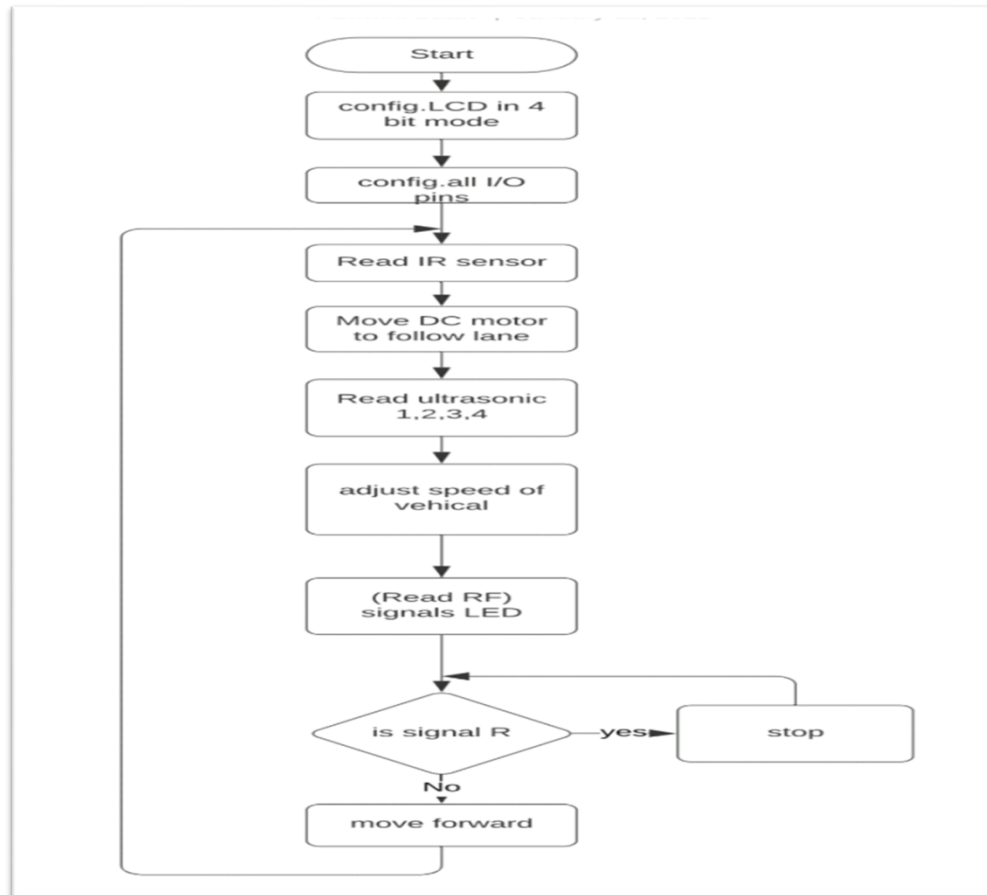 Start
config.LCD in 4
bit mode
config.all I/O
pins
Read IR sensor
Move DC motor
to follow lane
Read ultrasonic
1,2,3,4
adjust speed of
vehical
(Read RF)
signals LED
is signal R
yes
stop
No
move forward